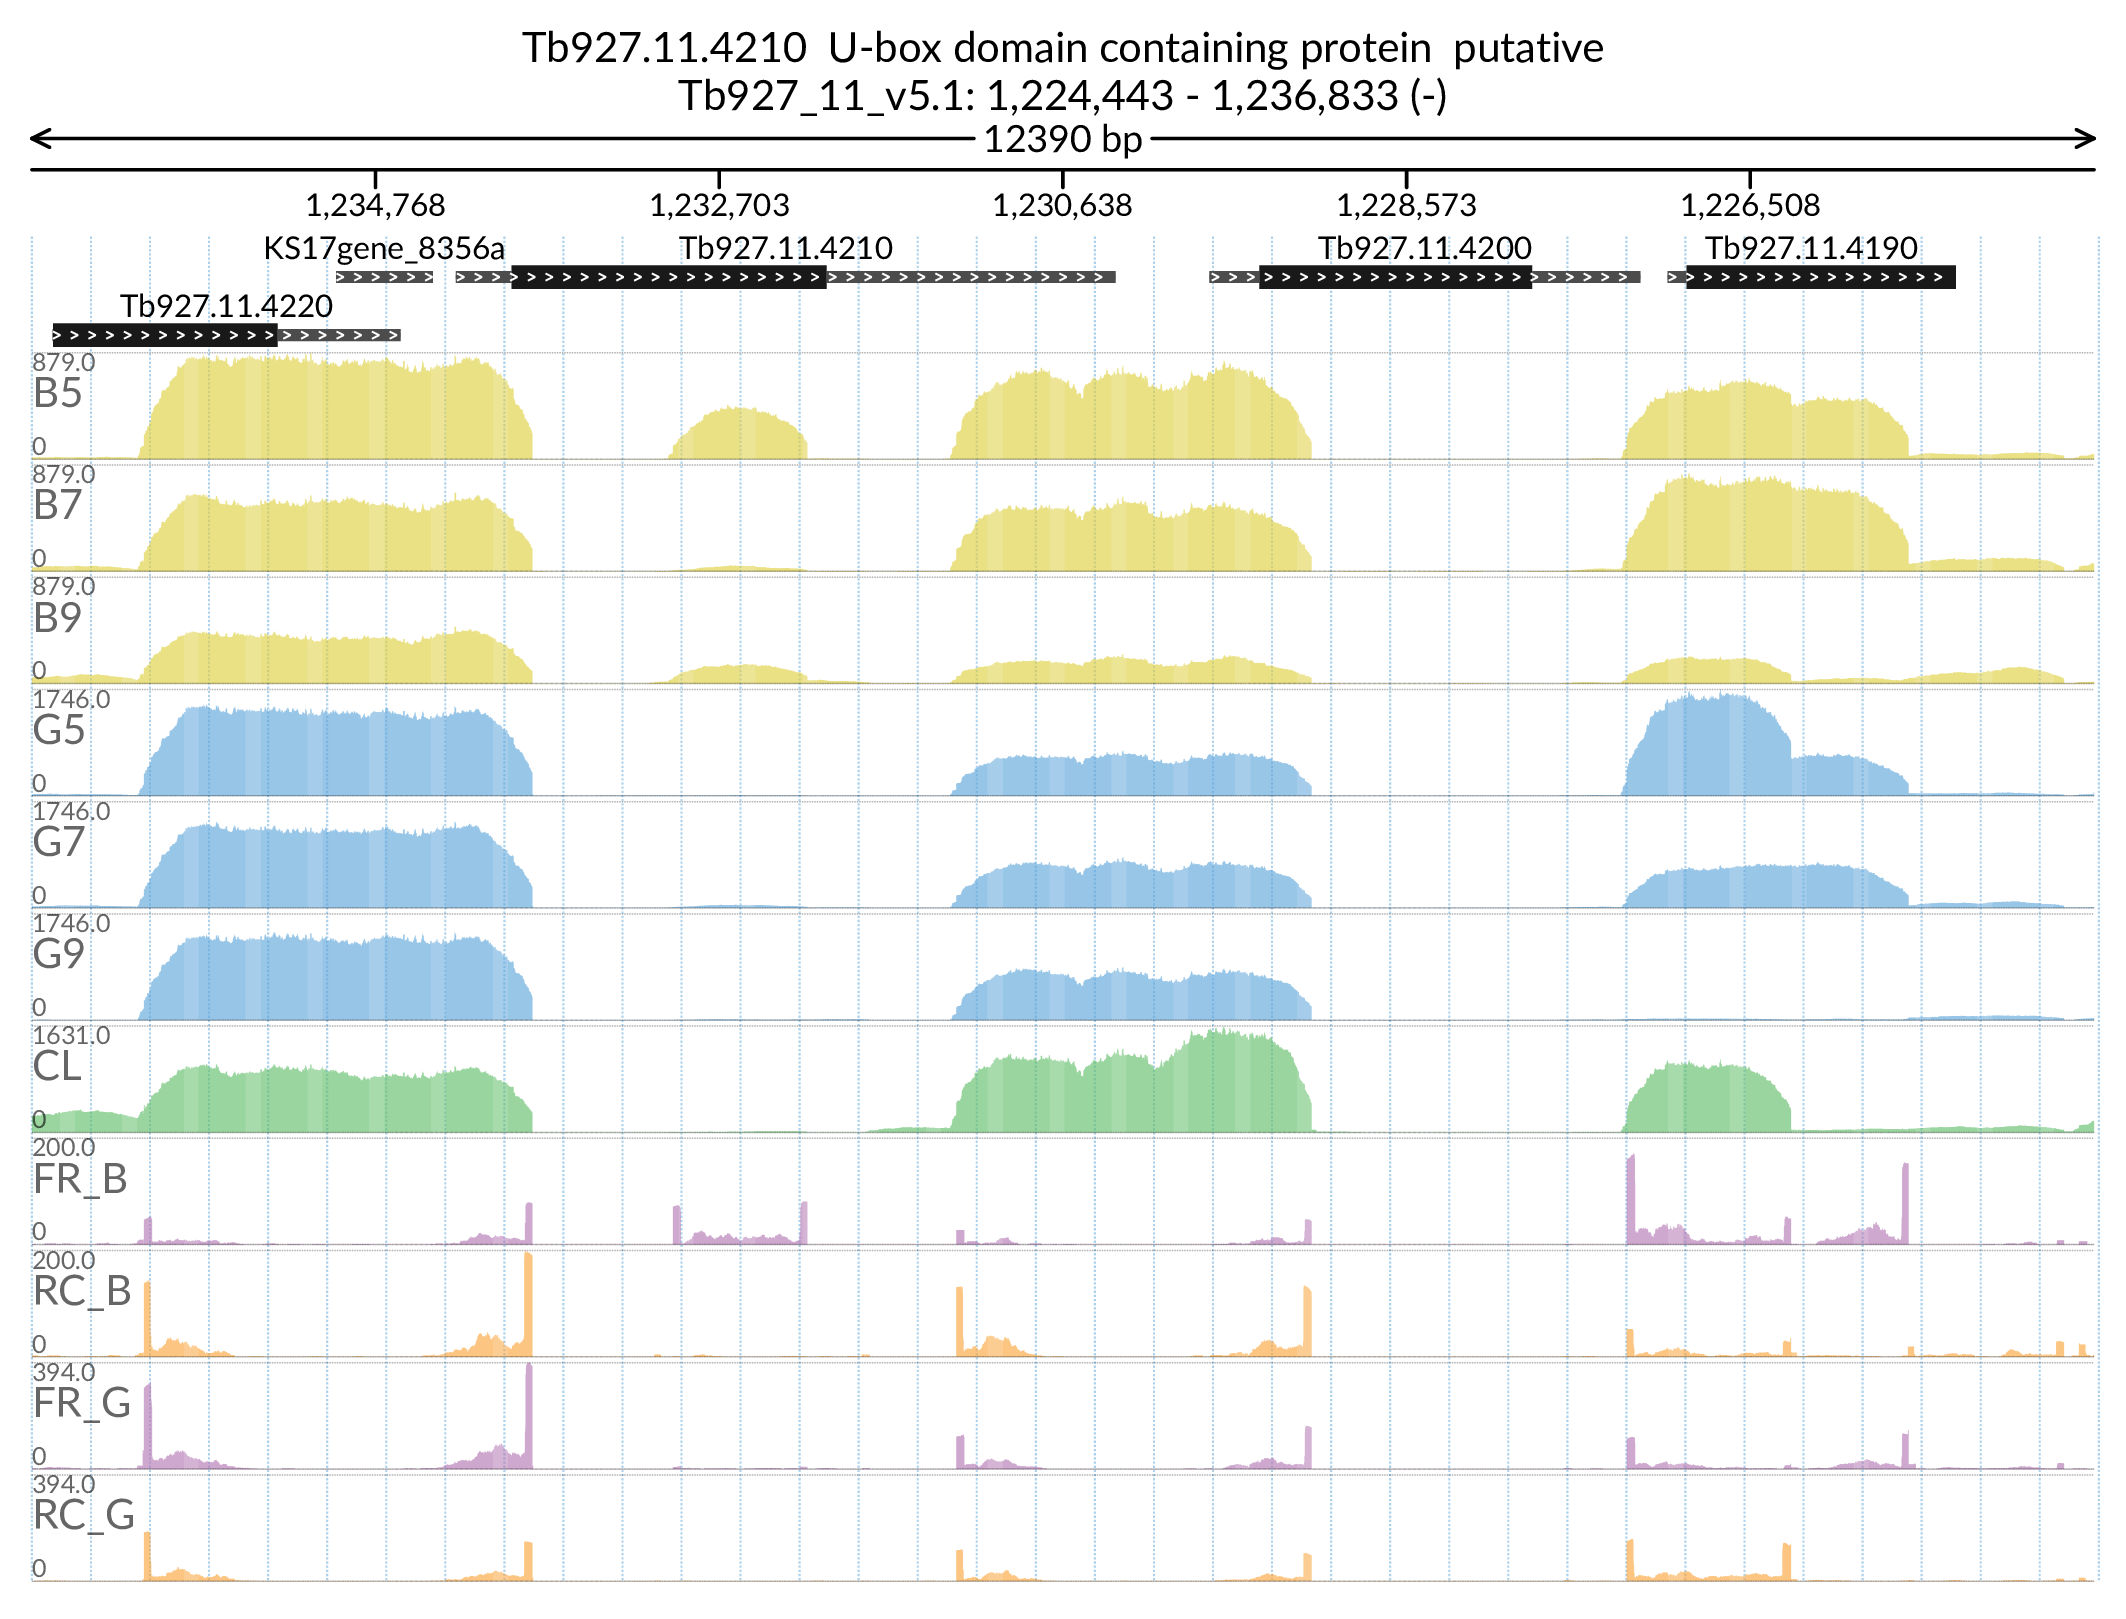 Tb927.11.4210  U-box domain containing protein  putative
Tb927_11_v5.1: 1,224,443 - 1,236,833 (-)
12390 bp
1,234,768 1,232,703 1,230,638 1,228,573 1,226,508
KS17gene_8356a Tb927.11.4210 Tb927.11.4200 Tb927.11.4190
Tb927.11.4220
879.0
B5
0
879.0
B7
0
879.0
B9
0
1746.0
G5
0
1746.0
G7
0
1746.0
G9
0
1631.0
CL
0
200.0
FR_B
0
200.0
RC_B
0
394.0
FR_G
0
394.0
RC_G
0